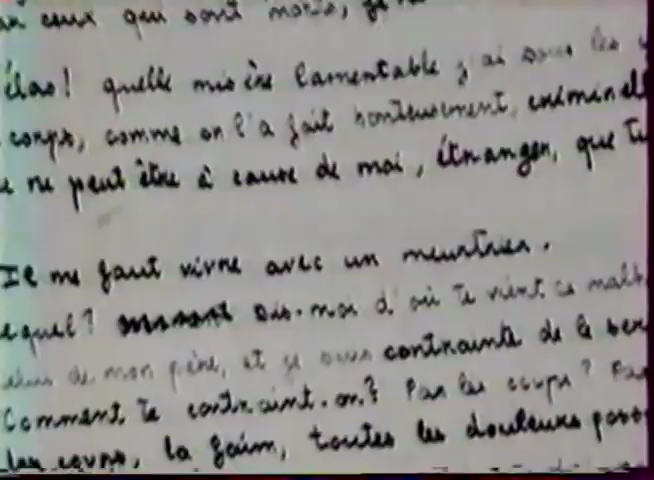 ceux qui sont morts, je
élas! quelle misère lamentable j'ai sous les y
corps, comme on l'a fait honteusement, criminell
e ne peut être à cause de moi, étranger, que tu
Il me faut vivre avec un meurtrier.
equel? Dis-moi d'où te vient ce malh
de mon père, et je suis contrainte de le ser
Comment te contraint-on? Par les coups? Par
les coups, la faim, toutes les douleurs poss